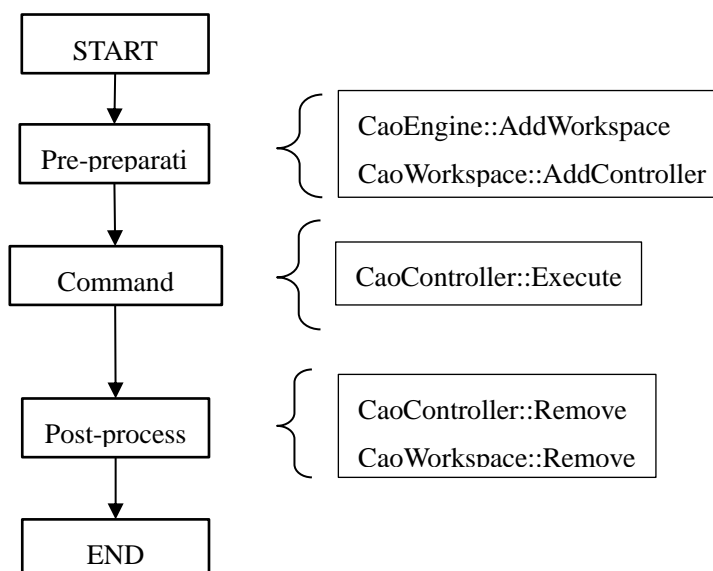 START
Pre-preparati
CaoEngine::AddWorkspace
CaoWorkspace::AddController
Command
CaoController::Execute
Post-process
CaoController::Remove
CaoWorkspace::Remove
END